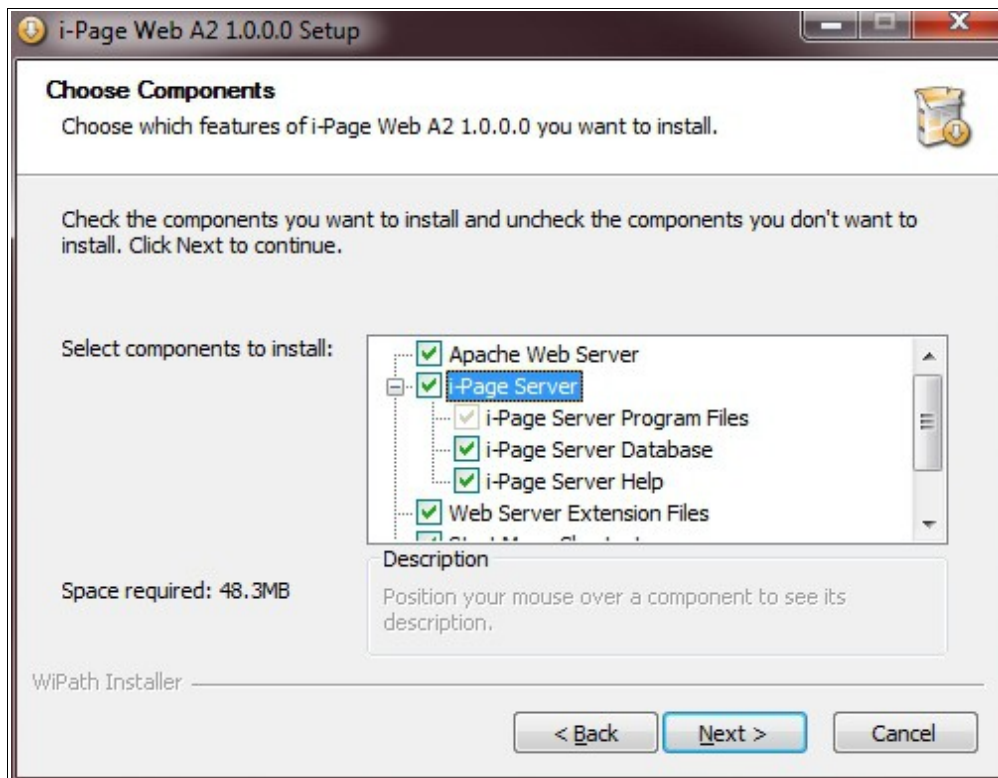 i-Page Web A2 1.0.0.0 Setup
Choose Components
Choose which features of i-Page Web A2 1.0.0.0 you want to install.
Check the components you want to install and uncheck the components you don't want to
install. Click Next to continue.
Select components to install:
Apache Web Server
i-Page Server
i-Page Server Program Files
i-Page Server Database
i-Page Server Help
Web Server Extension Files
Space required: 48.3MB
Description
Position your mouse over a component to see its
description.
WiPath Installer
< Back
Next >
Cancel